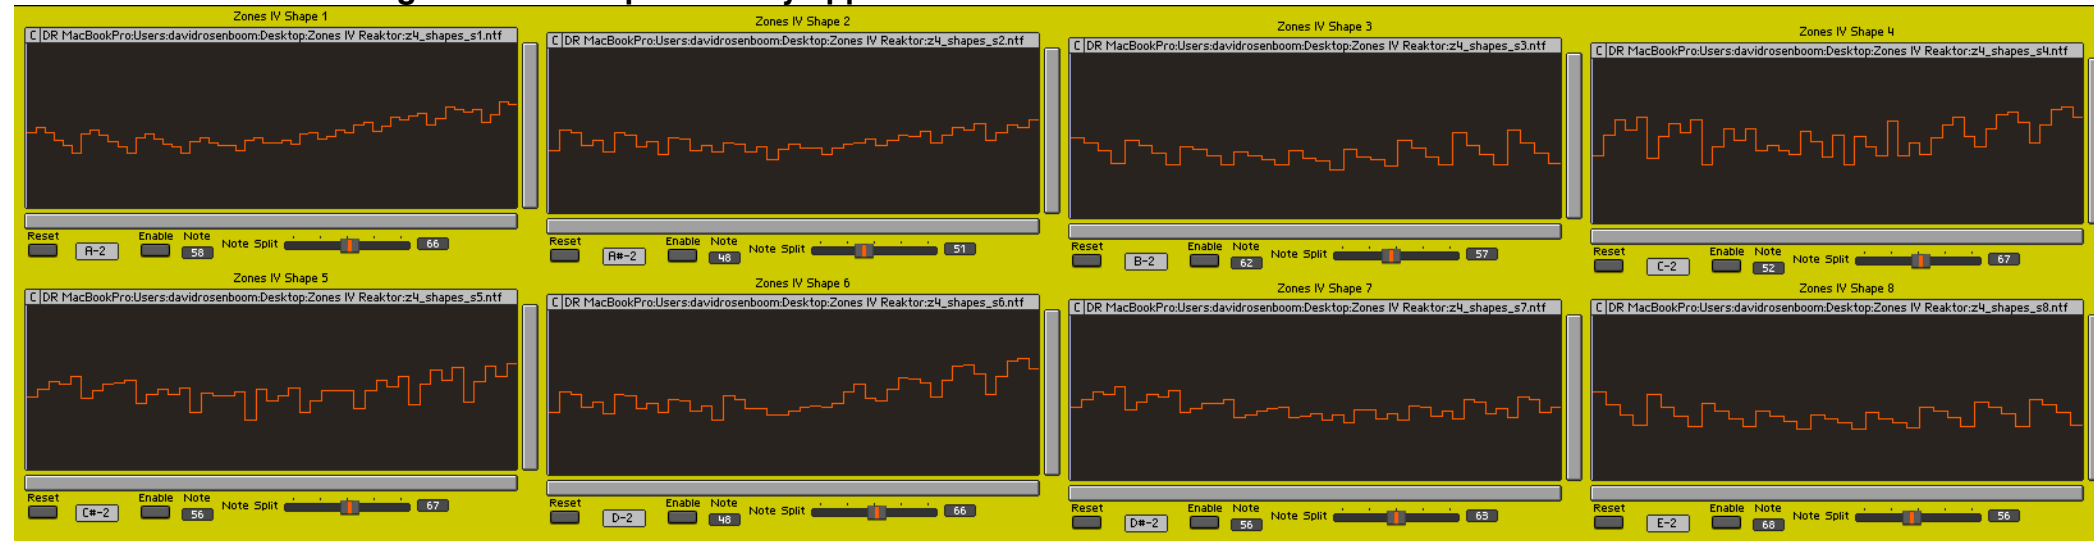 Zones IV Shape 1
C DR MacBookPro:Users:davidrosenboom:Desktop:Zones IV Reaktor:z4_shapes_s1.ntf
Reset A-2 Enable Note 58 Note Split 66
Zones IV Shape 2
C DR MacBookPro:Users:davidrosenboom:Desktop:Zones IV Reaktor:z4_shapes_s2.ntf
Reset A#-2 Enable Note 48 Note Split 51
Zones IV Shape 3
C DR MacBookPro:Users:davidrosenboom:Desktop:Zones IV Reaktor:z4_shapes_s3.ntf
Reset B-2 Enable Note 62 Note Split 57
Zones IV Shape 4
C DR MacBookPro:Users:davidrosenboom:Desktop:Zones IV Reaktor:z4_shapes_s4.ntf
Reset C-2 Enable Note 52 Note Split 67
Zones IV Shape 5
C DR MacBookPro:Users:davidrosenboom:Desktop:Zones IV Reaktor:z4_shapes_s5.ntf
Reset C#-2 Enable Note 56 Note Split 67
Zones IV Shape 6
C DR MacBookPro:Users:davidrosenboom:Desktop:Zones IV Reaktor:z4_shapes_s6.ntf
Reset D-2 Enable Note 48 Note Split 66
Zones IV Shape 7
C DR MacBookPro:Users:davidrosenboom:Desktop:Zones IV Reaktor:z4_shapes_s7.ntf
Reset D#-2 Enable Note 56 Note Split 63
Zones IV Shape 8
C DR MacBookPro:Users:davidrosenboom:Desktop:Zones IV Reaktor:z4_shapes_s8.ntf
Reset E-2 Enable Note 68 Note Split 56